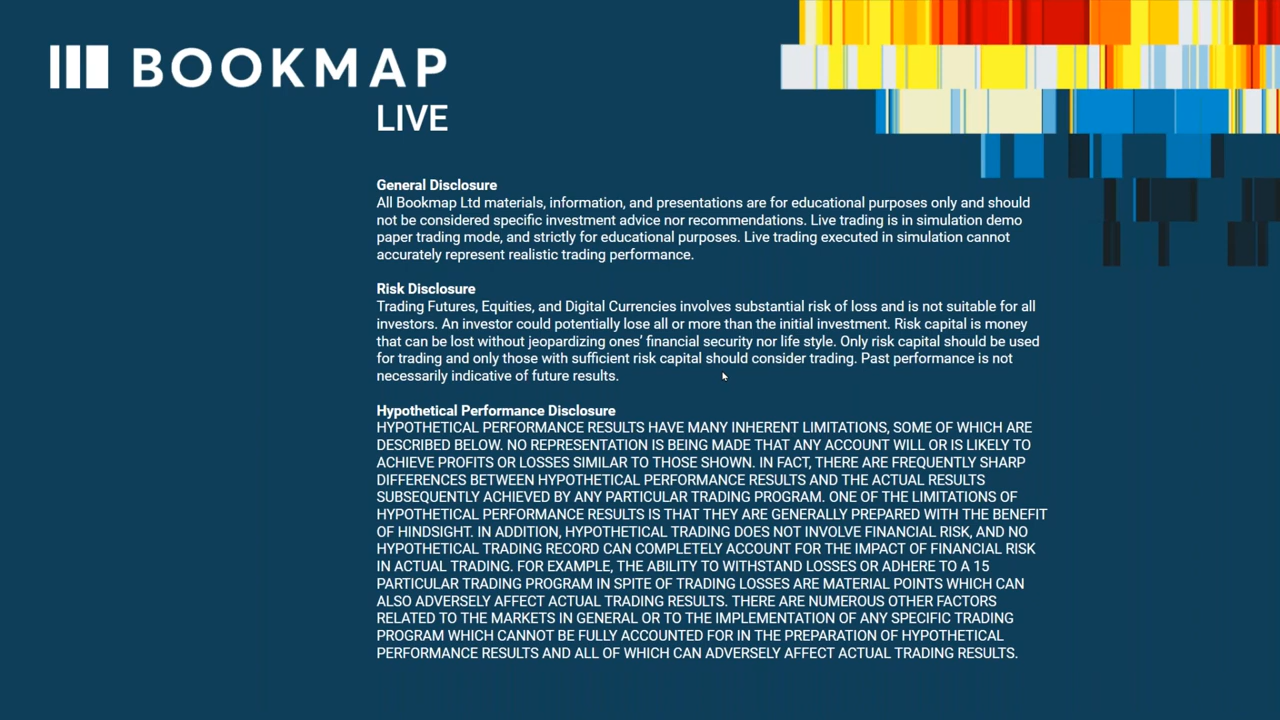 BOOKMAP
LIVE
General Disclosure
All Bookmap Ltd materials, information, and presentations are for educational purposes only and should
not be considered specific investment advice nor recommendations. Live trading is in simulation demo
paper trading mode, and strictly for educational purposes. Live trading executed in simulation cannot
accurately represent realistic trading performance.
Risk Disclosure
Trading Futures, Equities, and Digital Currencies involves substantial risk of loss and is not suitable for all
investors. An investor could potentially lose all or more than the initial investment. Risk capital is money
that can be lost without jeopardizing ones’ financial security nor life style. Only risk capital should be used
for trading and only those with sufficient risk capital should consider trading. Past performance is not
necessarily indicative of future results.
Hypothetical Performance Disclosure
HYPOTHETICAL PERFORMANCE RESULTS HAVE MANY INHERENT LIMITATIONS, SOME OF WHICH ARE
DESCRIBED BELOW. NO REPRESENTATION IS BEING MADE THAT ANY ACCOUNT WILL OR IS LIKELY TO
ACHIEVE PROFITS OR LOSSES SIMILAR TO THOSE SHOWN. IN FACT, THERE ARE FREQUENTLY SHARP
DIFFERENCES BETWEEN HYPOTHETICAL PERFORMANCE RESULTS AND THE ACTUAL RESULTS
SUBSEQUENTLY ACHIEVED BY ANY PARTICULAR TRADING PROGRAM. ONE OF THE LIMITATIONS OF
HYPOTHETICAL PERFORMANCE RESULTS IS THAT THEY ARE GENERALLY PREPARED WITH THE BENEFIT
OF HINDSIGHT. IN ADDITION, HYPOTHETICAL TRADING DOES NOT INVOLVE FINANCIAL RISK, AND NO
HYPOTHETICAL TRADING RECORD CAN COMPLETELY ACCOUNT FOR THE IMPACT OF FINANCIAL RISK
IN ACTUAL TRADING. FOR EXAMPLE, THE ABILITY TO WITHSTAND LOSSES OR ADHERE TO A 15
PARTICULAR TRADING PROGRAM IN SPITE OF TRADING LOSSES ARE MATERIAL POINTS WHICH CAN
ALSO ADVERSELY AFFECT ACTUAL TRADING RESULTS. THERE ARE NUMEROUS OTHER FACTORS
RELATED TO THE MARKETS IN GENERAL OR TO THE IMPLEMENTATION OF ANY SPECIFIC TRADING
PROGRAM WHICH CANNOT BE FULLY ACCOUNTED FOR IN THE PREPARATION OF HYPOTHETICAL
PERFORMANCE RESULTS AND ALL OF WHICH CAN ADVERSELY AFFECT ACTUAL TRADING RESULTS.